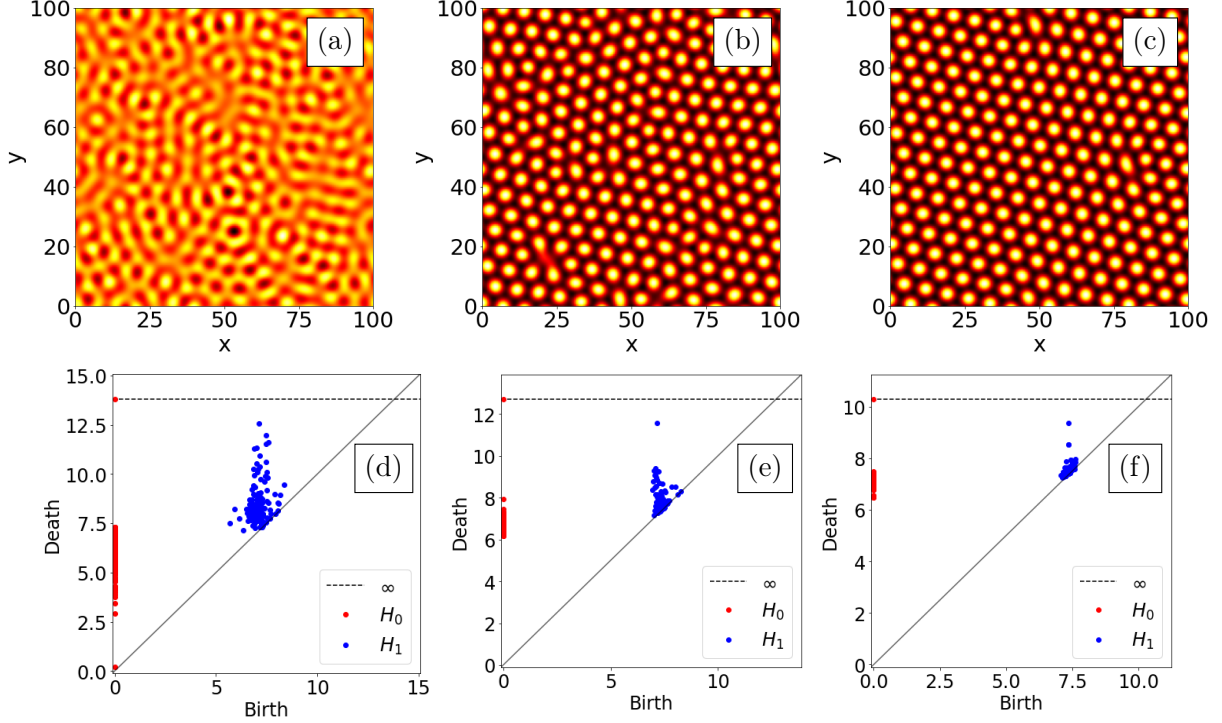 (a)
100
80
60
40
20
0
y
0 25 50 75 100
x
(b)
100
80
60
40
20
0
y
0 25 50 75 100
x
(c)
100
80
60
40
20
0
y
0 25 50 75 100
x
(d)
15.0
12.5
10.0
7.5
5.0
2.5
0.0
Death
∞
H₀
H₁
0 5 10 15
Birth
(e)
12
10
8
6
4
2
0
Death
∞
H₀
H₁
0 5 10
Birth
(f)
10
8
6
4
2
0
Death
∞
H₀
H₁
0.0 2.5 5.0 7.5 10.0
Birth